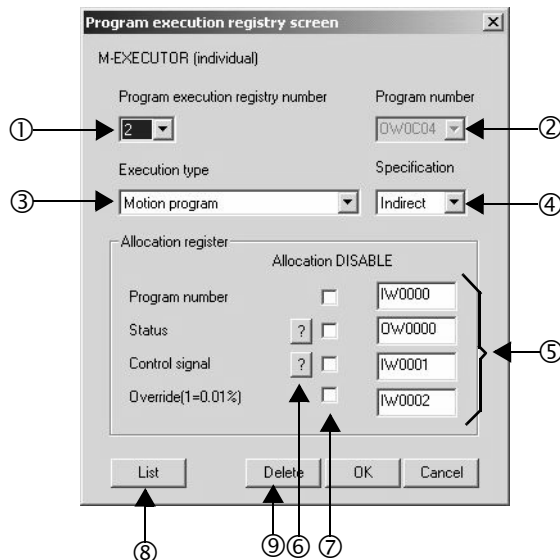 Program execution registry screen
M-EXECUTOR (individual)
Program execution registry number Program number
① 2 OW0C04 ②
Execution type Specification
③ Motion program Indirect ④
Allocation register
Allocation DISABLE
Program number IW0000
Status ? OW0000
⑤
Control signal ? IW0001
Override(1=0.01%) IW0002
List Delete OK Cancel
⑧ ⑨ ⑥ ⑦